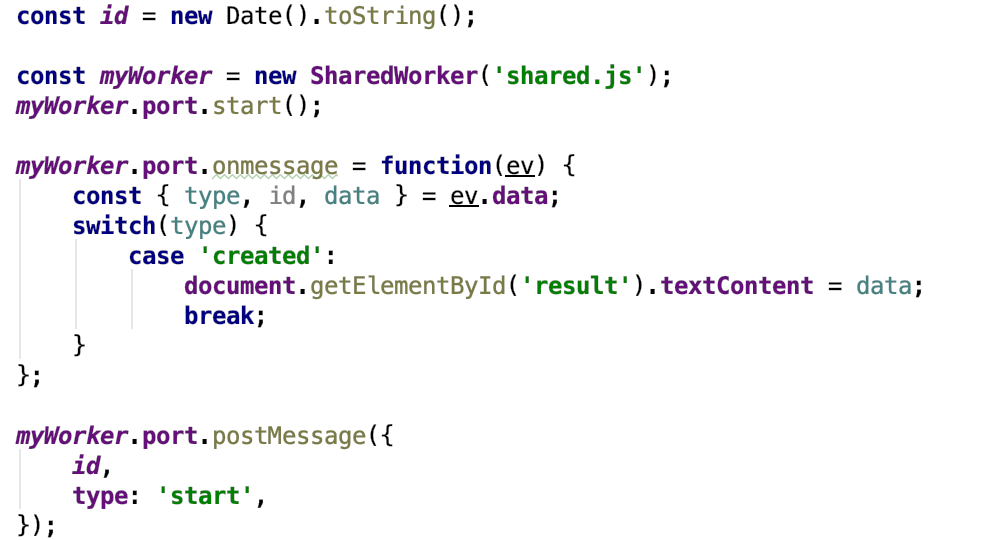 const id = new Date().toString();
const myWorker = new SharedWorker('shared.js');
myWorker.port.start();
myWorker.port.onmessage = function(ev) {
    const { type, id, data } = ev.data;
    switch(type) {
        case 'created':
            document.getElementById('result').textContent = data;
            break;
    }
};
myWorker.port.postMessage({
    id,
    type: 'start',
});